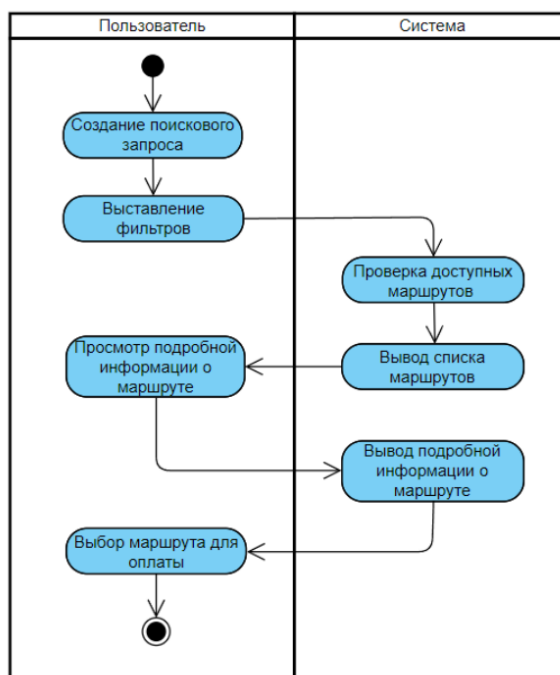 Пользователь
Система
Создание поискового
запроса
Выставление
фильтров
Проверка доступных
маршрутов
Вывод списка
маршрутов
Просмотр подробной
информации о
маршруте
Вывод подробной
информации о
маршруте
Выбор маршрута для
оплаты